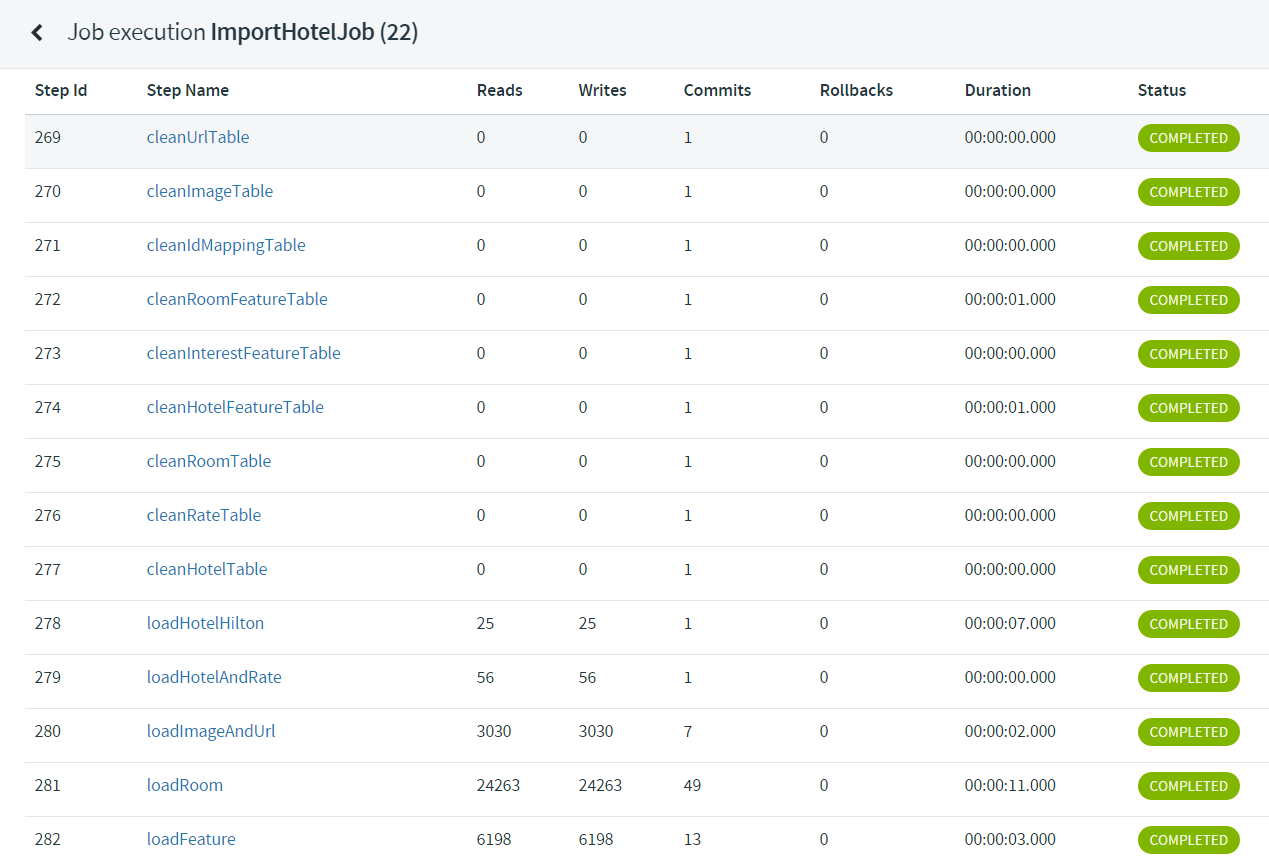 Job execution ImportHotelJob (22)
Step Id Step Name Reads Writes Commits Rollbacks Duration Status
269 cleanUrlTable 0 0 1 0 00:00:00.000 COMPLETED
270 cleanImageTable 0 0 1 0 00:00:00.000 COMPLETED
271 cleanIdMappingTable 0 0 1 0 00:00:00.000 COMPLETED
272 cleanRoomFeatureTable 0 0 1 0 00:00:01.000 COMPLETED
273 cleanInterestFeatureTable 0 0 1 0 00:00:00.000 COMPLETED
274 cleanHotelFeatureTable 0 0 1 0 00:00:01.000 COMPLETED
275 cleanRoomTable 0 0 1 0 00:00:00.000 COMPLETED
276 cleanRateTable 0 0 1 0 00:00:00.000 COMPLETED
277 cleanHotelTable 0 0 1 0 00:00:00.000 COMPLETED
278 loadHotelHilton 25 25 1 0 00:00:07.000 COMPLETED
279 loadHotelAndRate 56 56 1 0 00:00:00.000 COMPLETED
280 loadImageAndUrl 3030 3030 7 0 00:00:02.000 COMPLETED
281 loadRoom 24263 24263 49 0 00:00:11.000 COMPLETED
282 loadFeature 6198 6198 13 0 00:00:03.000 COMPLETED